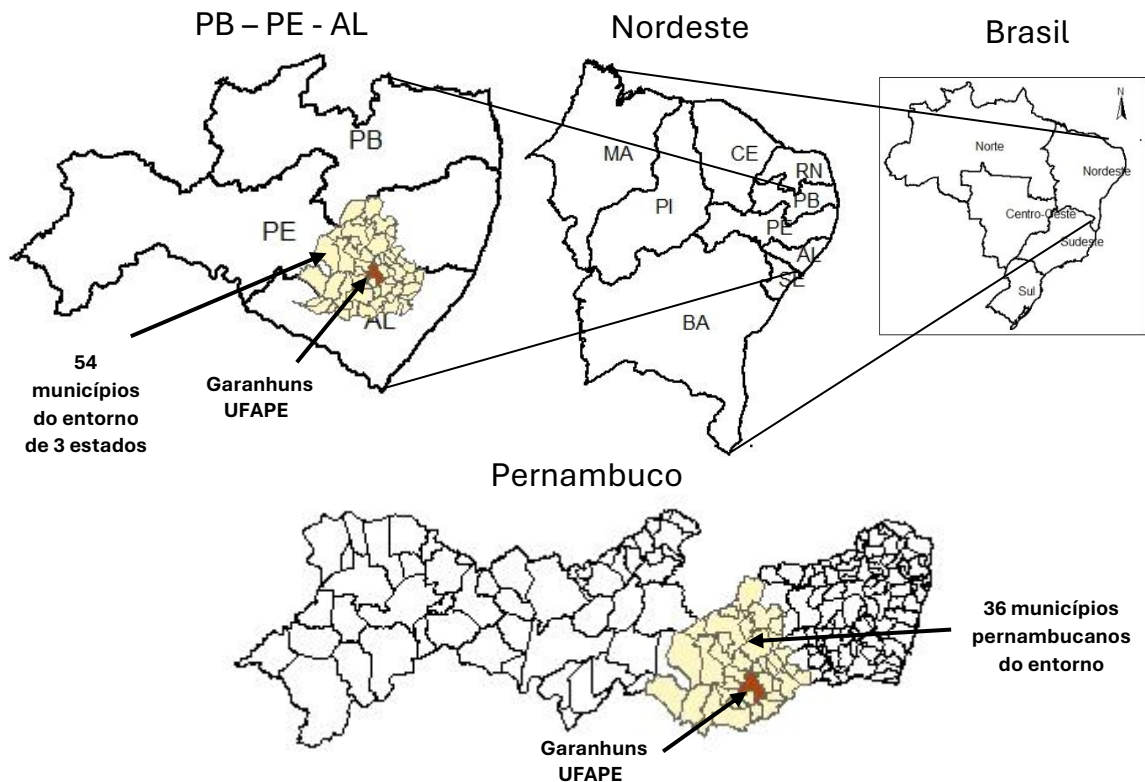 PB – PE - AL
Nordeste
Brasil
N
Norte
Nordeste
Centro-Oeste
Sudeste
Sul
MA
CE
RN
PI
PB
PE
AL
SE
BA
PB
PE
AL
54
municípios
do entorno
de 3 estados
Garanhuns
UFAPE
Pernambuco
36 municípios
pernambucanos
do entorno
Garanhuns
UFAPE